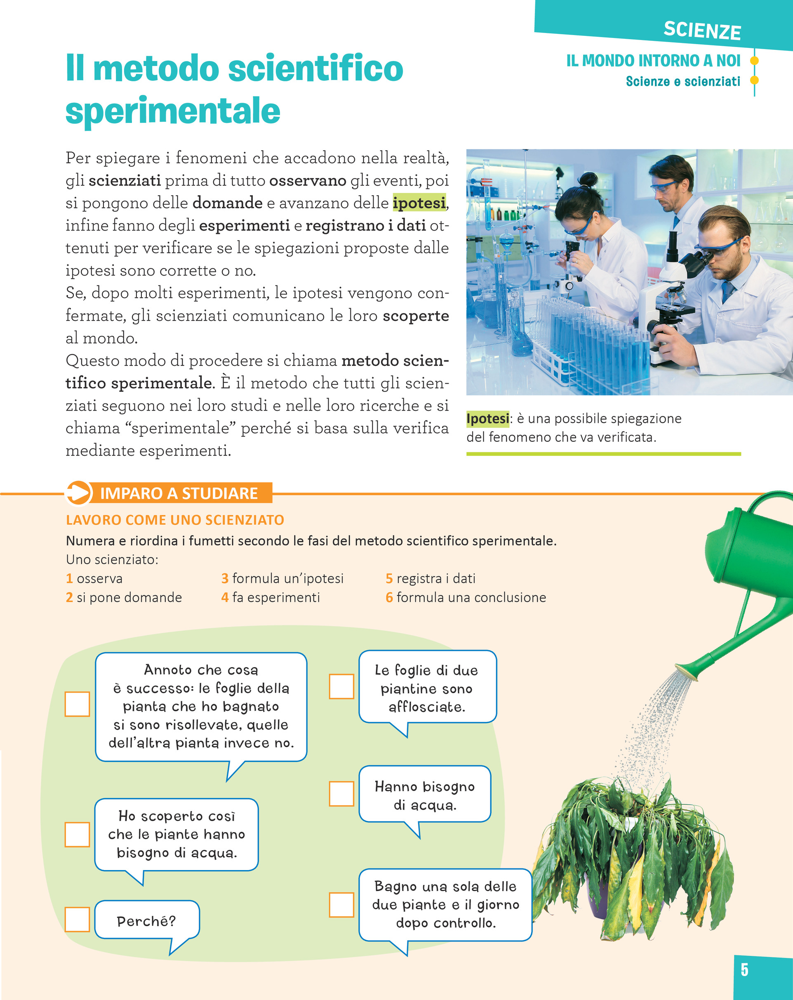 SCIENZE
IL MONDO INTORNO A NOI
Scienze e scienziati
Il metodo scientifico
sperimentale
Per spiegare i fenomeni che accadono nella realtà,
gli scienziati prima di tutto osservano gli eventi, poi
si pongono delle domande e avanzano delle ipotesi,
infine fanno degli esperimenti e registrano i dati ot-
tenuti per verificare se le spiegazioni proposte dalle
ipotesi sono corrette o no.
Se, dopo molti esperimenti, le ipotesi vengono con-
fermate, gli scienziati comunicano le loro scoperte
al mondo.
Questo modo di procedere si chiama metodo scien-
tifico sperimentale. È il metodo che tutti gli scien-
ziati seguono nei loro studi e nelle loro ricerche e si
chiama “sperimentale” perché si basa sulla verifica
mediante esperimenti.
Ipotesi: è una possibile spiegazione
del fenomeno che va verificata.
IMPARO A STUDIARE
LAVORO COME UNO SCIENZIATO
Numera e riordina i fumetti secondo le fasi del metodo scientifico sperimentale.
Uno scienziato:
1 osserva
2 si pone domande
3 formula un’ipotesi
4 fa esperimenti
5 registra i dati
6 formula una conclusione
Annoto che cosa
è successo: le foglie della
pianta che ho bagnato
si sono risollevate, quelle
dell’altra pianta invece no.
Ho scoperto così
che le piante hanno
bisogno di acqua.
Perché?
Le foglie di due
piantine sono
afflosciate.
Hanno bisogno
di acqua.
Bagno una sola delle
due piante e il giorno
dopo controllo.
5